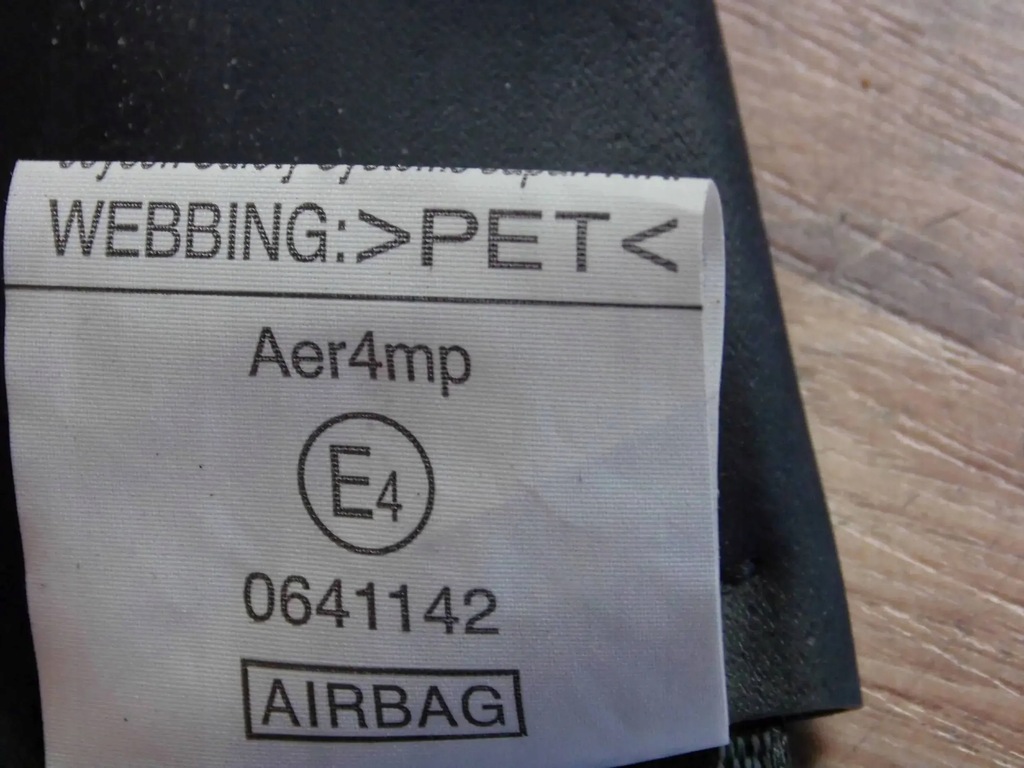 WEBBING:>PET<
Aer4mp
E4
0641142
AIRBAG